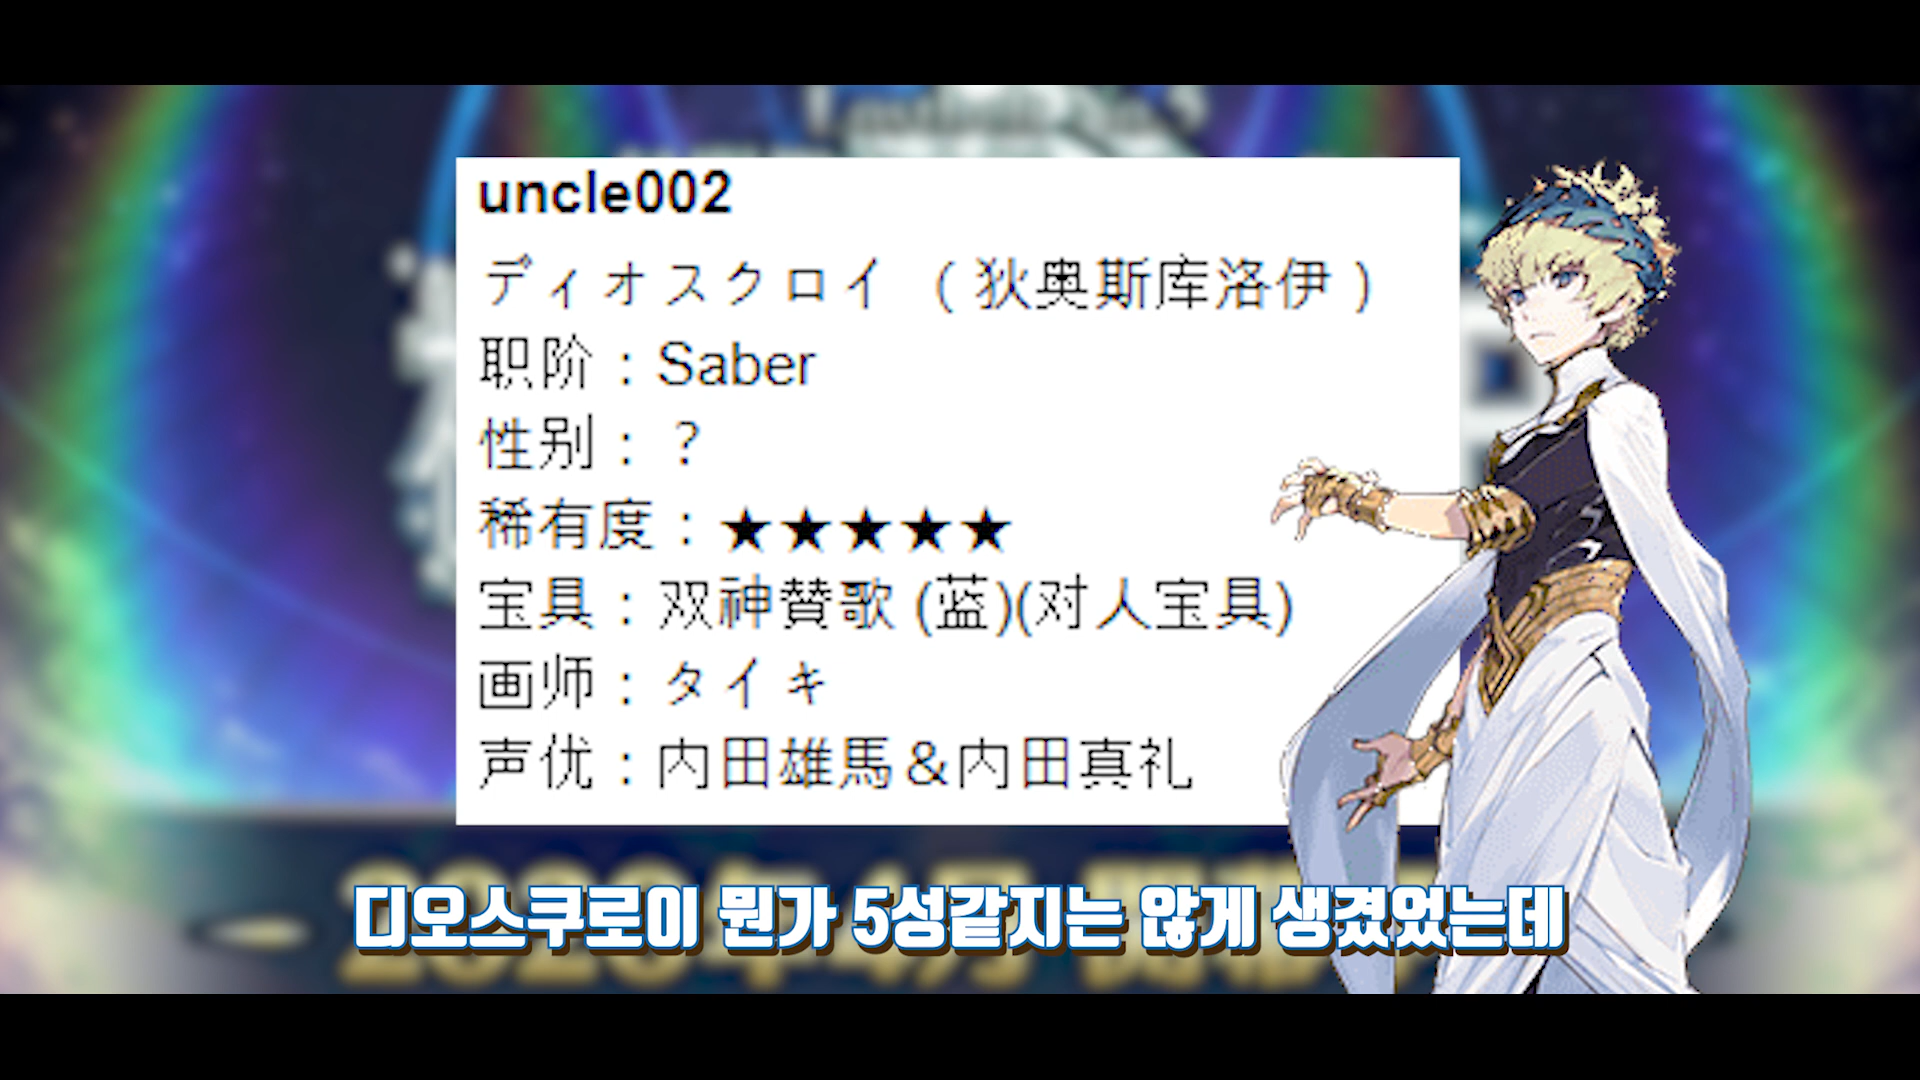 uncle002
ディオスクロイ （狄奥斯库洛伊）
职阶：Saber
性别：？
稀有度：★★★★★
宝具：双神賛歌 (蓝)(对人宝具)
画师：タイキ
声优：内田雄馬＆内田真礼
디오스쿠로이 뭔가 5성같지는 않게 생겼었는데